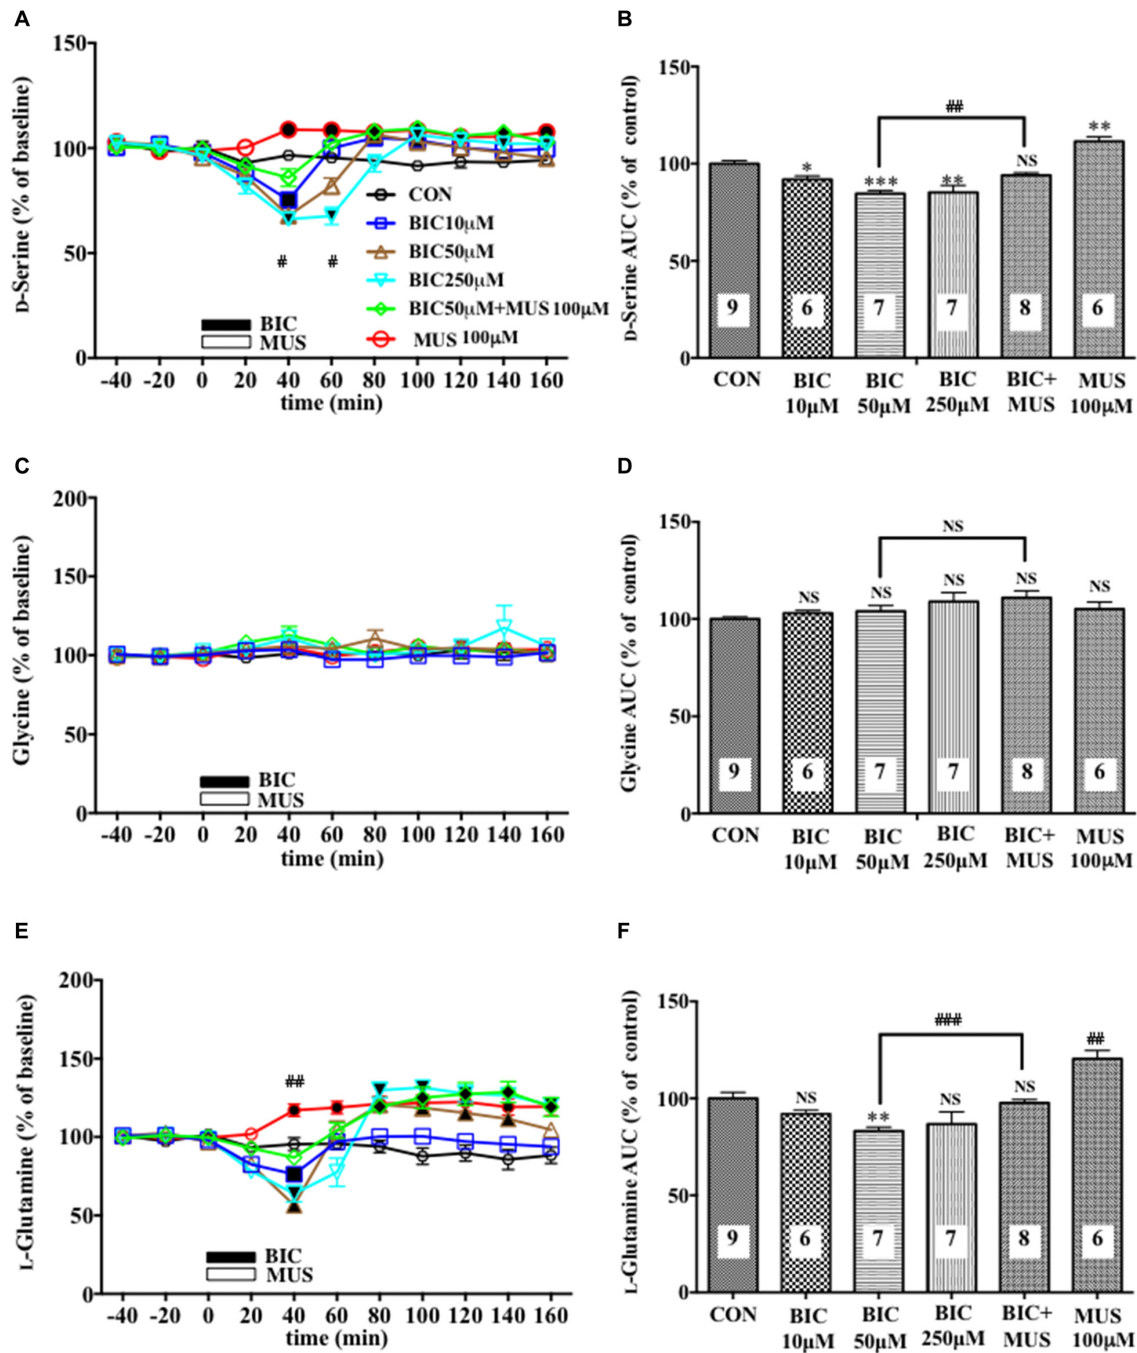 A
D-Serine (% of baseline)
150
100
50
0
-40 -20 0 20 40 60 80 100 120 140 160
time (min)
# #
BIC
MUS
CON
BIC10μM
BIC50μM
BIC250μM
BIC50μM+MUS 100μM
MUS 100μM
B
D-Serine AUC (% of control)
150
100
50
0
##
* *** ** NS **
9 6 7 7 8 6
CON BIC 10μM BIC 50μM BIC 250μM BIC+ MUS MUS 100μM
C
Glycine (% of baseline)
200
150
100
50
0
BIC
MUS
-40 -20 0 20 40 60 80 100 120 140 160
time (min)
D
Glycine AUC (% of control)
150
100
50
0
NS
NS NS NS NS NS
9 6 7 7 8 6
CON BIC 10μM BIC 50μM BIC 250μM BIC+ MUS MUS 100μM
E
L-Glutamine (% of baseline)
200
150
100
50
0
##
BIC
MUS
-40 -20 0 20 40 60 80 100 120 140 160
time (min)
F
L-Glutamine AUC (% of control)
150
100
50
0
###
NS ** NS NS ##
9 6 7 7 8 6
CON BIC 10μM BIC 50μM BIC 250μM BIC+ MUS MUS 100μM